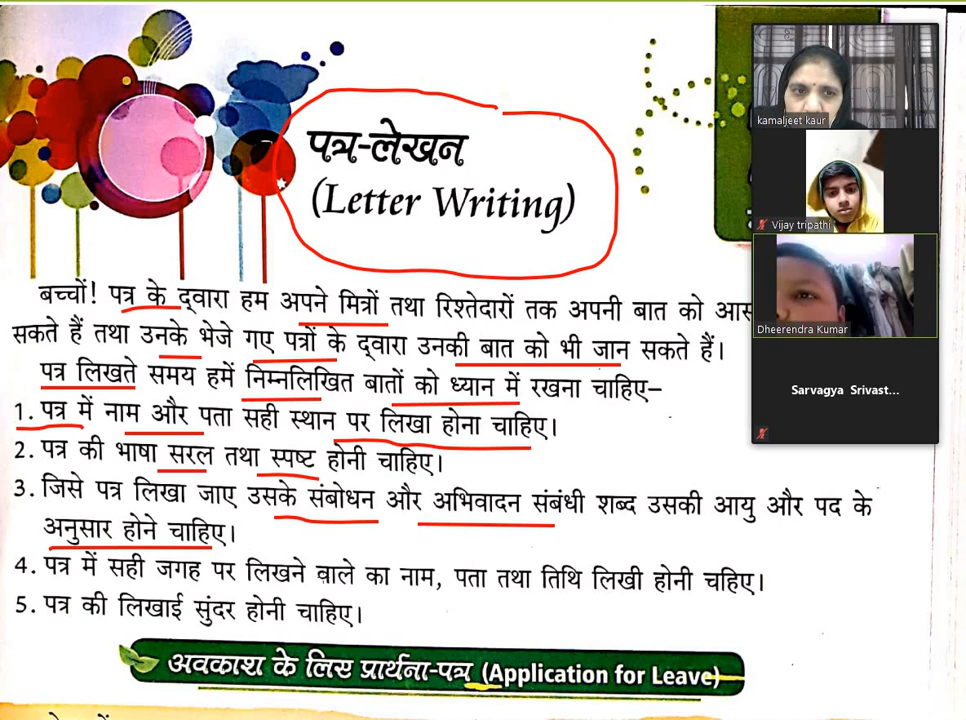 पत्र-लेखन
(Letter Writing)
बच्चों! पत्र के द्वारा हम अपने मित्रों तथा रिश्तेदारों तक अपनी बात को आस
सकते हैं तथा उनके भेजे गए पत्रों के द्वारा उनकी बात को भी जान सकते हैं।
पत्र लिखते समय हमें निम्नलिखित बातों को ध्यान में रखना चाहिए–
1. पत्र में नाम और पता सही स्थान पर लिखा होना चाहिए।
2. पत्र की भाषा सरल तथा स्पष्ट होनी चाहिए।
3. जिसे पत्र लिखा जाए उसके संबोधन और अभिवादन संबंधी शब्द उसकी आयु और पद के
अनुसार होने चाहिए।
4. पत्र में सही जगह पर लिखने वाले का नाम, पता तथा तिथि लिखी होनी चहिए।
5. पत्र की लिखाई सुंदर होनी चाहिए।
अवकाश के लिए प्रार्थना-पत्र (Application for Leave)
kamaljeet kaur
Vijay tripathi
Dheerendra Kumar
Sarvagya Srivast...